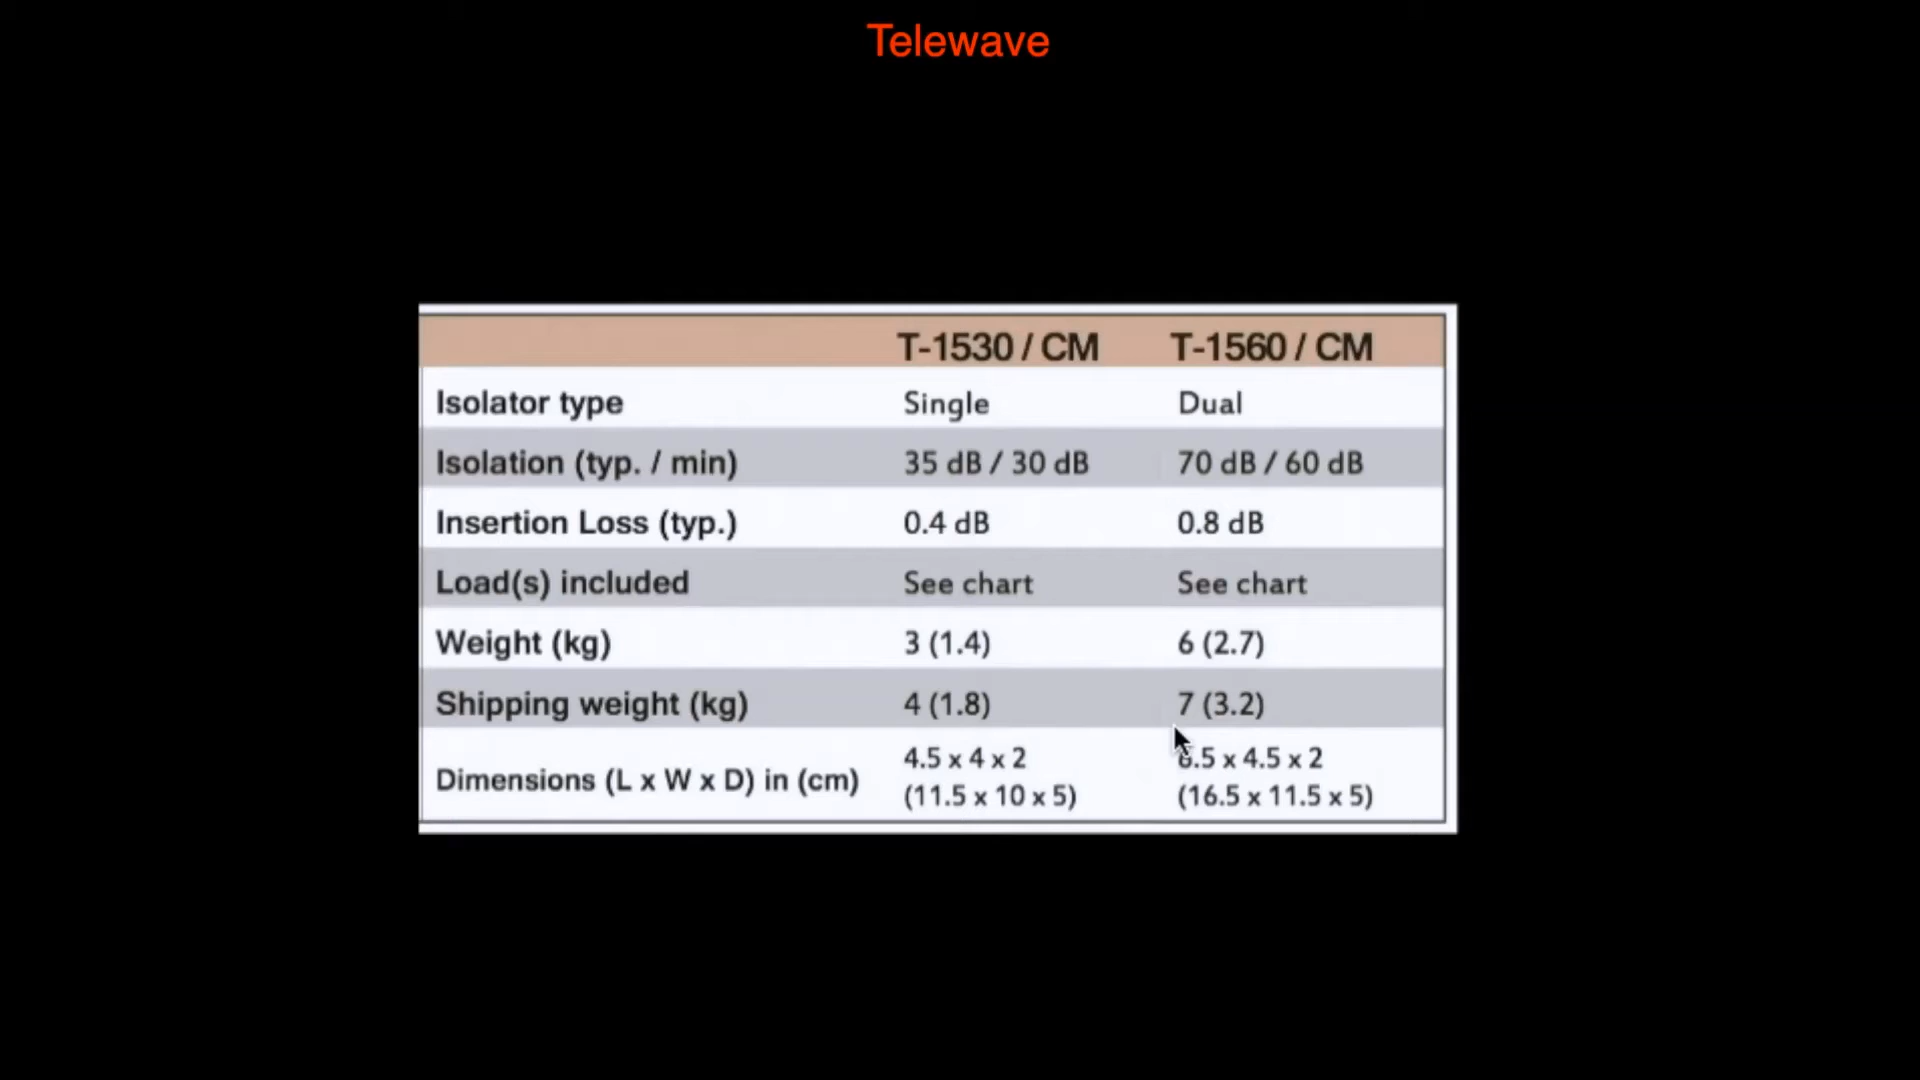 Telewave
T-1530 / CM T-1560 / CM
Isolator type Single Dual
Isolation (typ. / min) 35 dB / 30 dB 70 dB / 60 dB
Insertion Loss (typ.) 0.4 dB 0.8 dB
Load(s) included See chart See chart
Weight (kg) 3 (1.4) 6 (2.7)
Shipping weight (kg) 4 (1.8) 7 (3.2)
Dimensions (L x W x D) in (cm) 4.5 x 4 x 2 6.5 x 4.5 x 2
(11.5 x 10 x 5) (16.5 x 11.5 x 5)